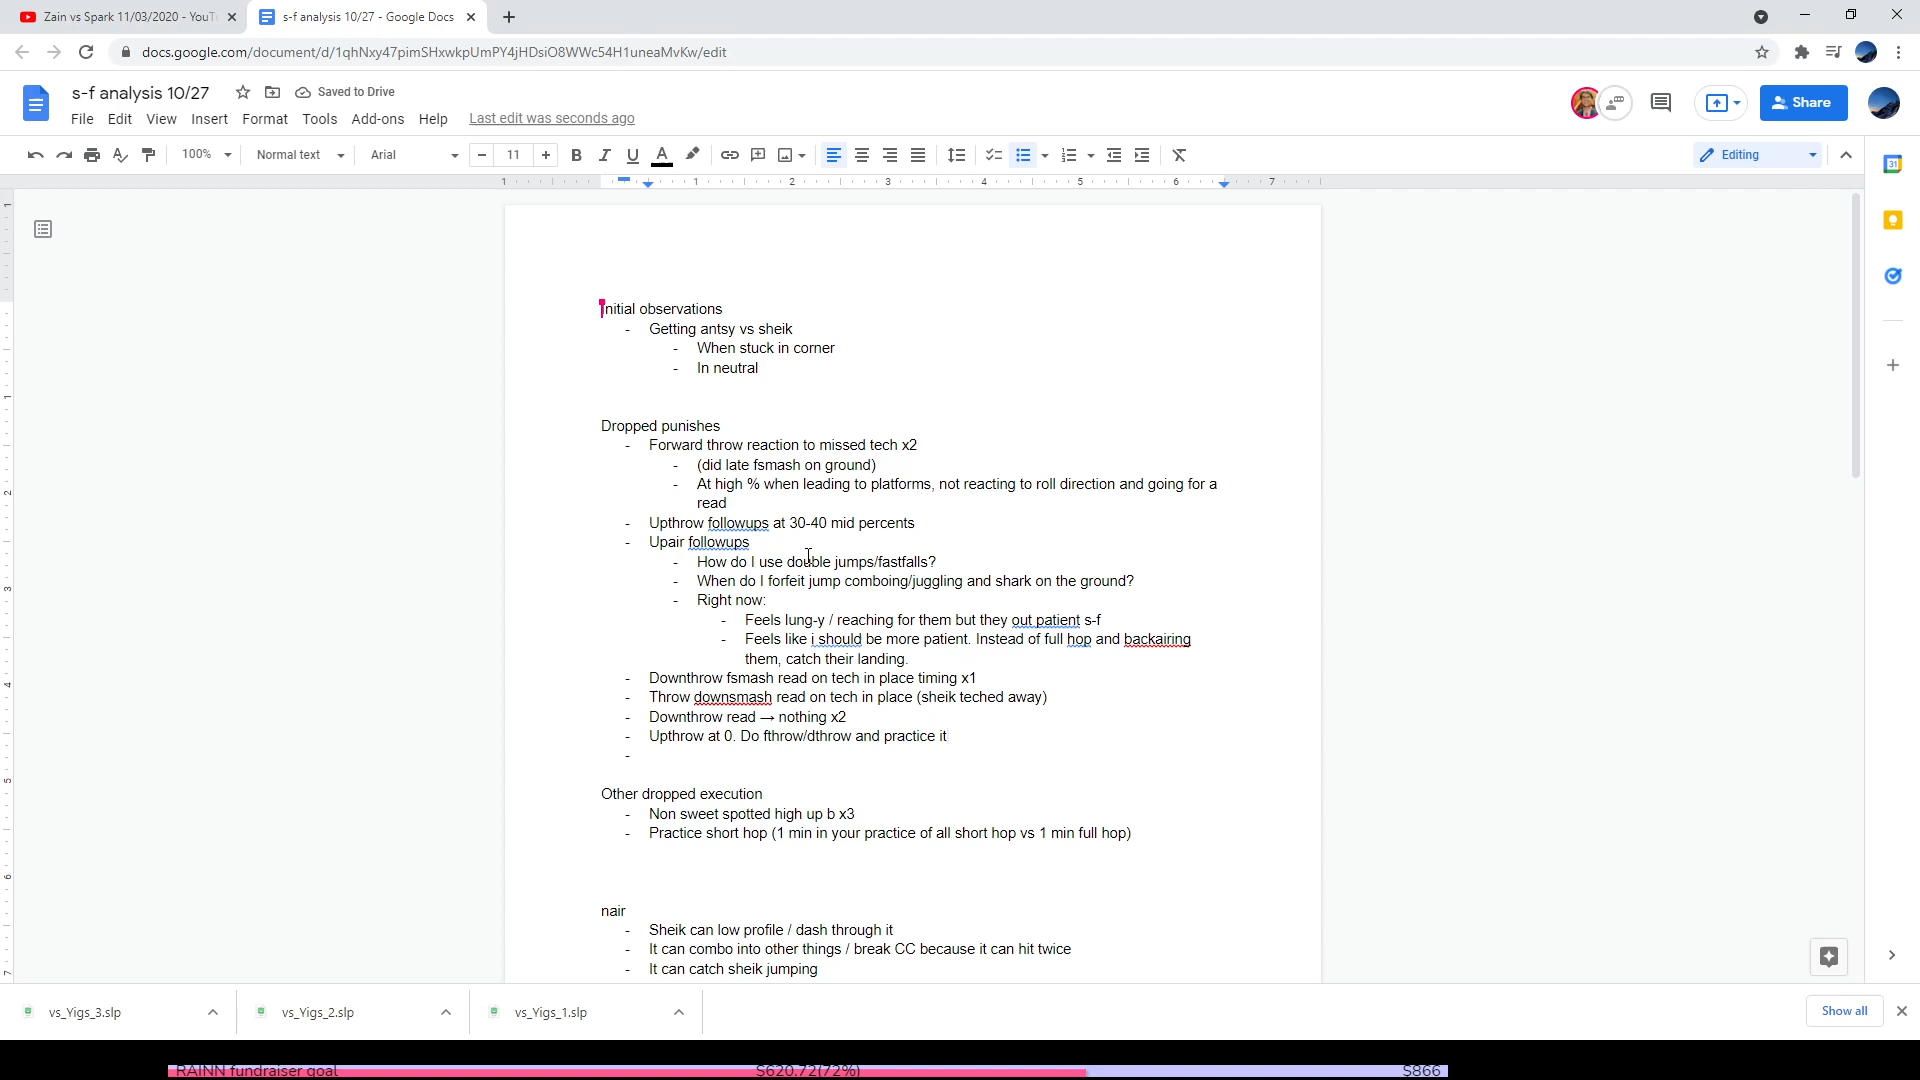 Zain vs Spark 11/03/2020 - YouT
s-f analysis 10/27 - Google Docs
docs.google.com/document/d/1qhNxy47pimSHxwkpUmPY4jHDsiO8WWc54H1uneaMvKw/edit
s-f analysis 10/27
Saved to Drive
Share
File Edit View Insert Format Tools Add-ons Help Last edit was seconds ago
100% Normal text Arial 11 Editing
1 1 2 3 4 5 6 7
31
Initial observations
- Getting antsy vs sheik
- When stuck in corner
- In neutral
Dropped punishes
- Forward throw reaction to missed tech x2
- (did late fsmash on ground)
- At high % when leading to platforms, not reacting to roll direction and going for a
read
- Upthrow followups at 30-40 mid percents
- Upair followups
- How do I use double jumps/fastfalls?
- When do I forfeit jump comboing/juggling and shark on the ground?
- Right now:
- Feels lung-y / reaching for them but they out patient s-f
- Feels like i should be more patient. Instead of full hop and backairing
them, catch their landing.
- Downthrow fsmash read on tech in place timing x1
- Throw downsmash read on tech in place (sheik teched away)
- Downthrow read → nothing x2
- Upthrow at 0. Do fthrow/dthrow and practice it
-
Other dropped execution
- Non sweet spotted high up b x3
- Practice short hop (1 min in your practice of all short hop vs 1 min full hop)
nair
- Sheik can low profile / dash through it
- It can combo into other things / break CC because it can hit twice
- It can catch sheik jumping
vs_Yigs_3.slp
vs_Yigs_2.slp
vs_Yigs_1.slp
Show all
RAINN fundraiser goal
$620.72(72%)
$866